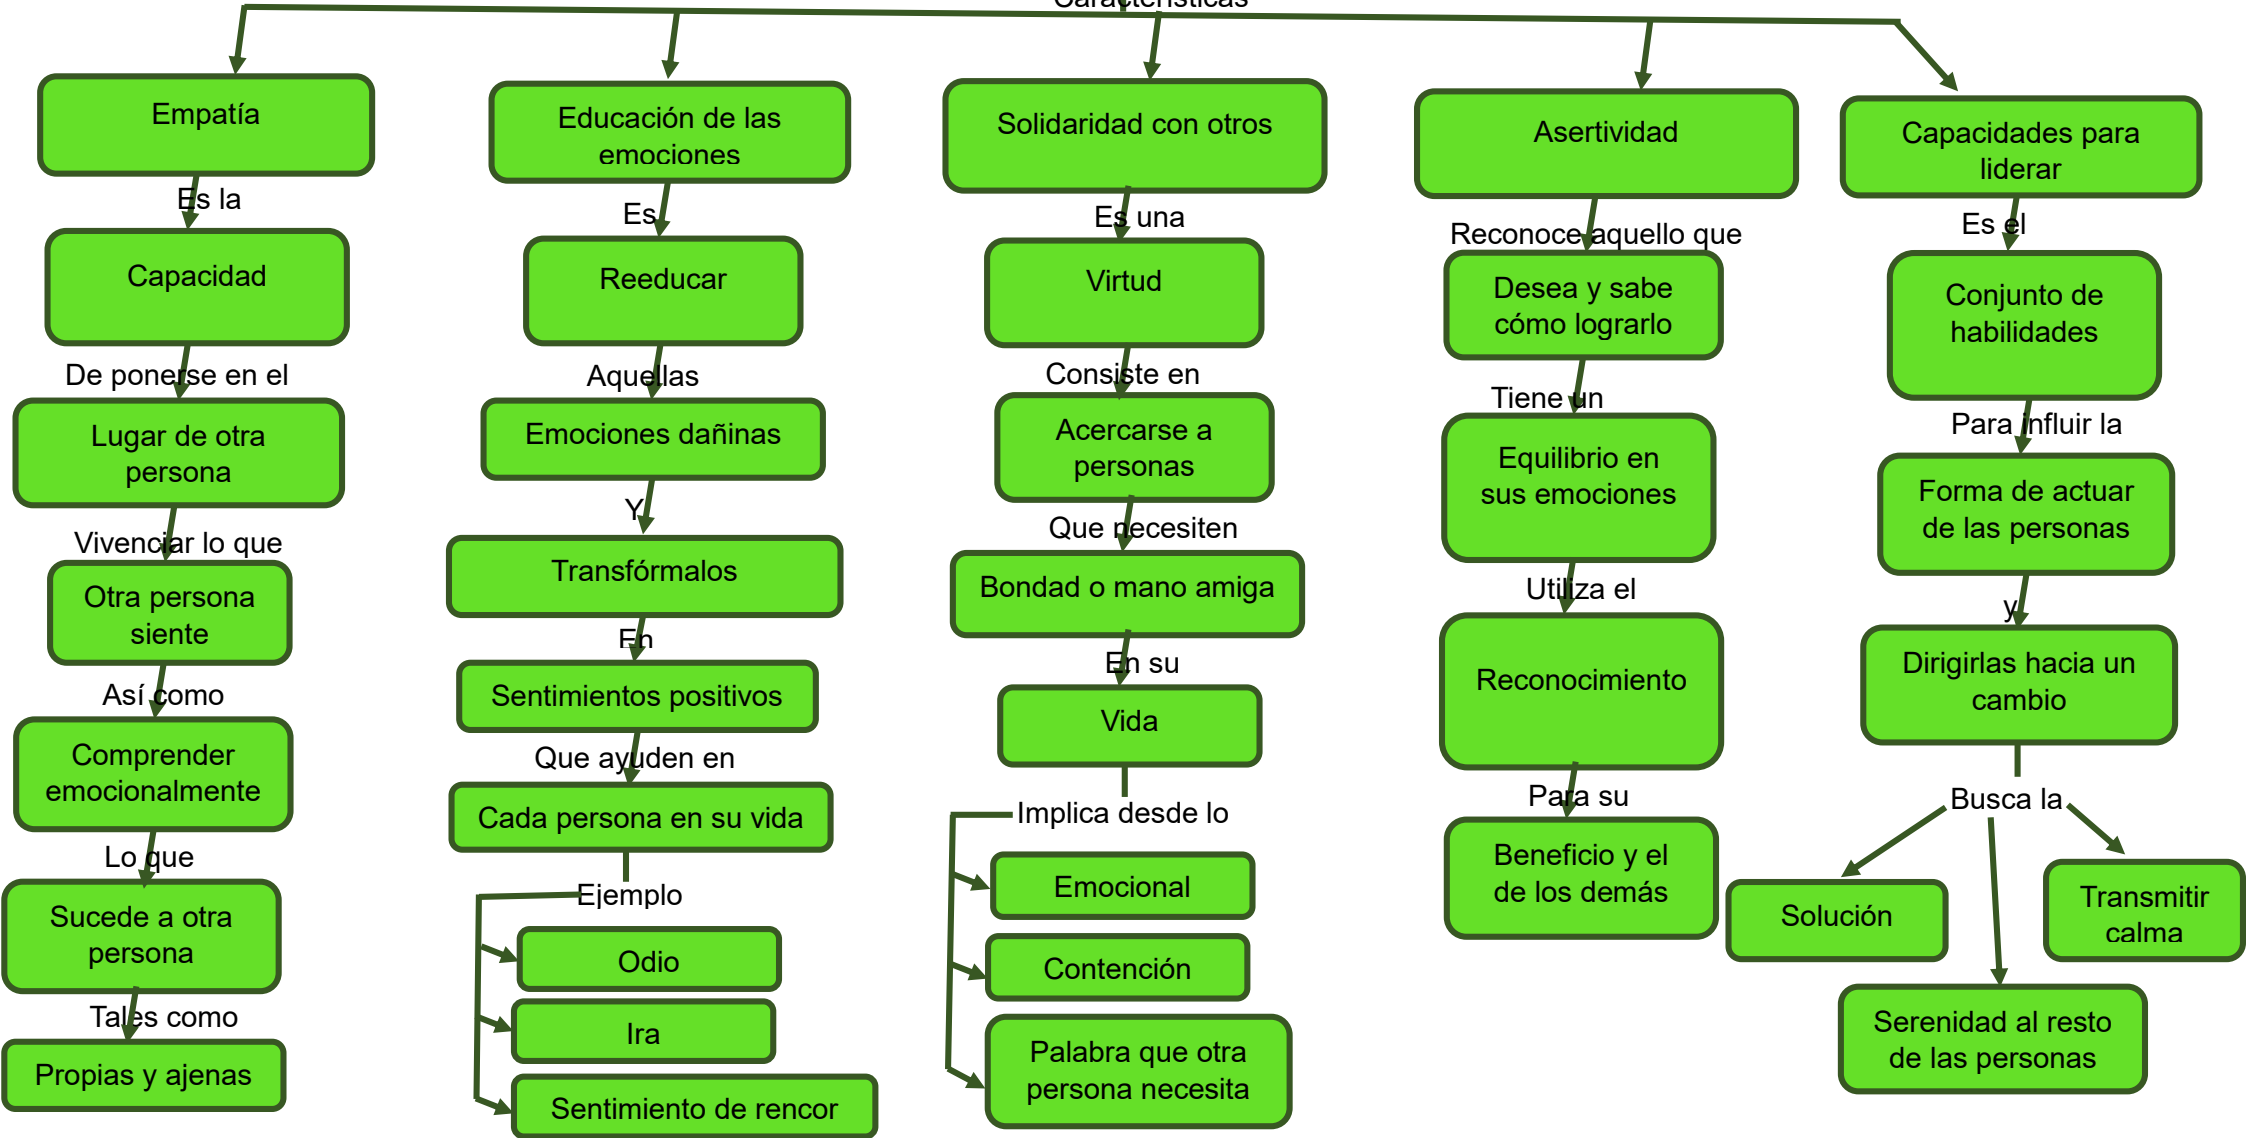 Características
Empatía
Es la
Capacidad
De ponerse en el
Lugar de otra
persona
Vivenciar lo que
Otra persona
siente
Así como
Comprender
emocionalmente
Lo que
Sucede a otra
persona
Tales como
Propias y ajenas
Educación de las
emociones
Es
Reeducar
Aquellas
Emociones dañinas
Y
Transfórmalos
En
Sentimientos positivos
Que ayuden en
Cada persona en su vida
Ejemplo
Odio
Ira
Sentimiento de rencor
Solidaridad con otros
Es una
Virtud
Consiste en
Acercarse a
personas
Que necesiten
Bondad o mano amiga
En su
Vida
Implica desde lo
Emocional
Contención
Palabra que otra
persona necesita
Asertividad
Reconoce aquello que
Desea y sabe
cómo lograrlo
Tiene un
Equilibrio en
sus emociones
Utiliza el
Reconocimiento
Para su
Beneficio y el
de los demás
Capacidades para
liderar
Es el
Conjunto de
habilidades
Para influir la
Forma de actuar
de las personas
y
Dirigirlas hacia un
cambio
Busca la
Solución
Serenidad al resto
de las personas
Transmitir
calma